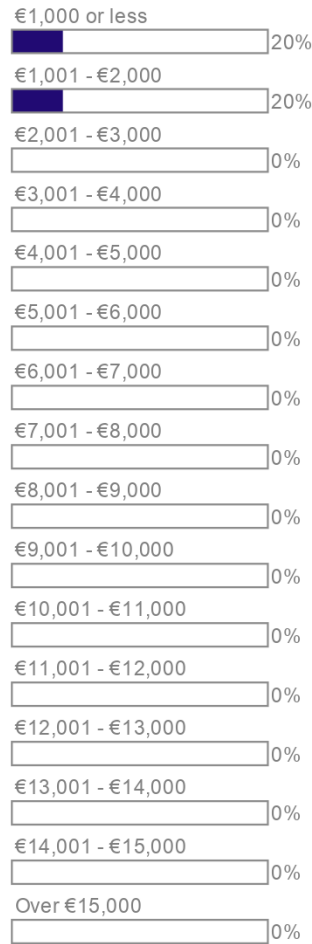 €1,000 or less
20%
€1,001 - €2,000
20%
€2,001 - €3,000
0%
€3,001 - €4,000
0%
€4,001 - €5,000
0%
€5,001 - €6,000
0%
€6,001 - €7,000
0%
€7,001 - €8,000
0%
€8,001 - €9,000
0%
€9,001 - €10,000
0%
€10,001 - €11,000
0%
€11,001 - €12,000
0%
€12,001 - €13,000
0%
€13,001 - €14,000
0%
€14,001 - €15,000
0%
Over €15,000
0%